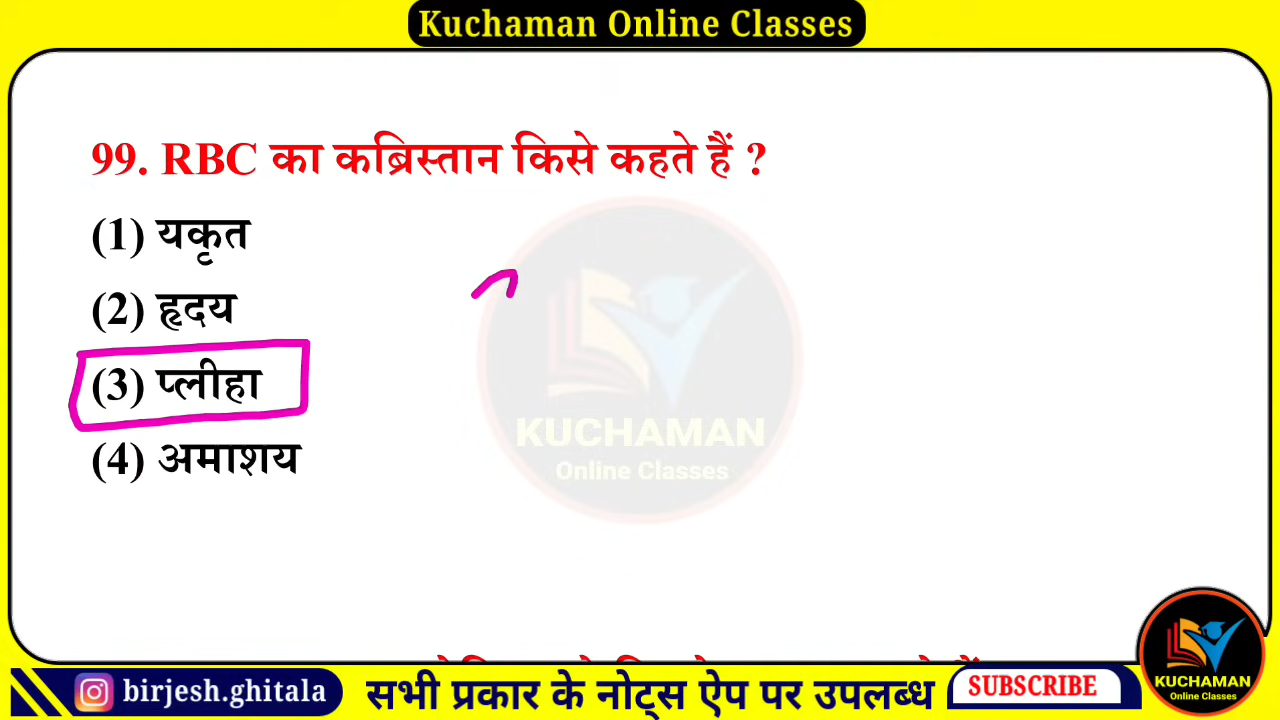 Kuchaman Online Classes
99. RBC का कब्रिस्तान किसे कहते हैं ?
(1) यकृत
(2) हृदय
(3) प्लीहा
(4) अमाशय
KUCHAMAN
Online Classes
birjesh.ghitala
सभी प्रकार के नोट्स ऐप पर उपलब्ध
SUBSCRIBE
KUCHAMAN
Online Classes